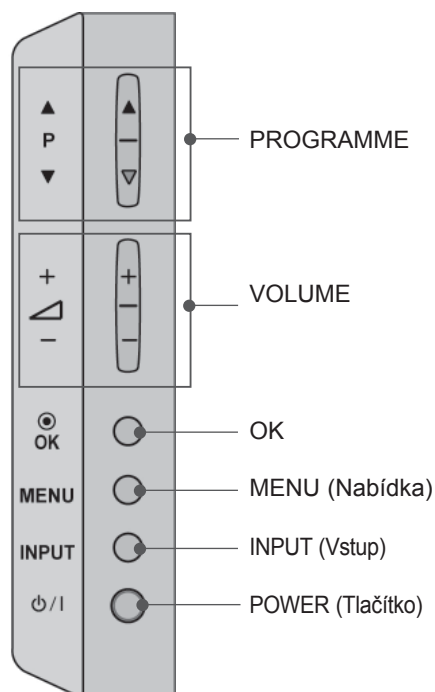 ▲
P
▼
PROGRAMME
+
−
+
−
VOLUME
OK
OK
MENU
MENU (Nabídka)
INPUT
INPUT (Vstup)
⏻/I
POWER (Tlačítko)